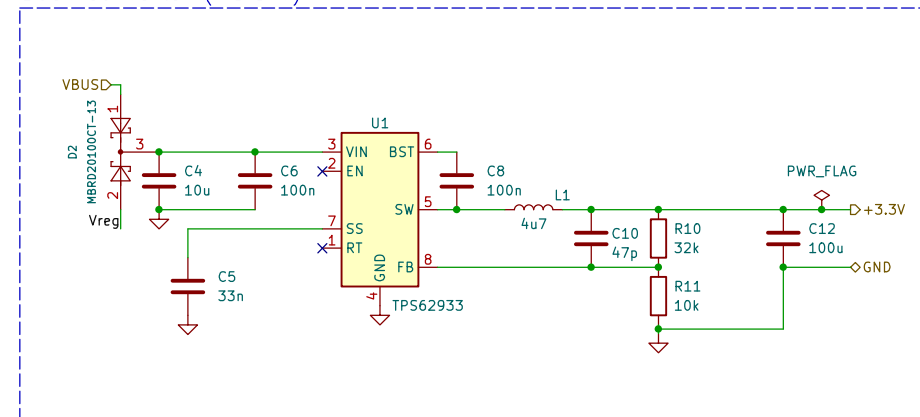 VBUS
MBRD20100CT-13
D2
1
3
2
Vreg
C4
10u
C6
100n
U1
3
VIN
BST
6
2
EN
SW
5
7
SS
1
RT
GND
FB
8
4
TPS62933
C8
100n
L1
4u7
C5
33n
C10
47p
R10
32k
R11
10k
PWR_FLAG
+3.3V
C12
100u
GND